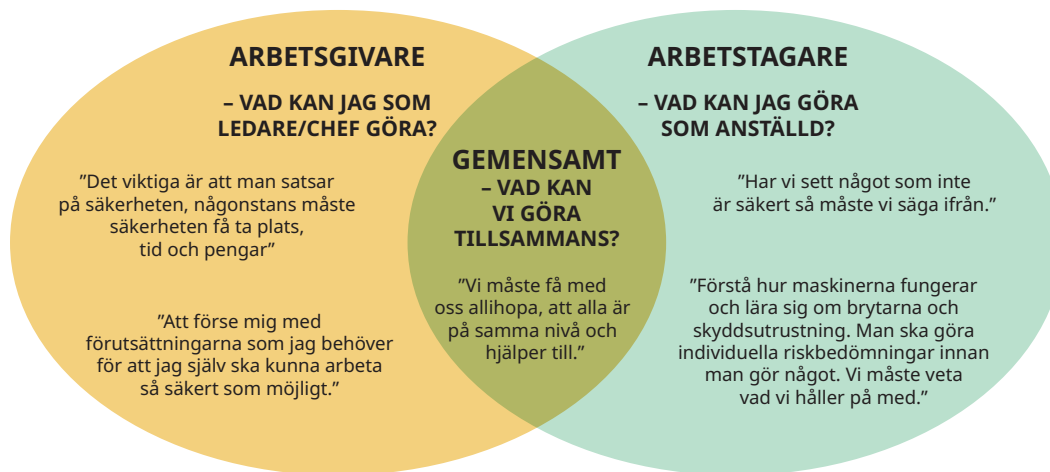 ARBETSGIVARE
– VAD KAN JAG SOM
LEDARE/CHEF GÖRA?
”Det viktiga är att man satsar
på säkerheten, någonstans måste
säkerheten få ta plats,
tid och pengar”
”Att förse mig med
förutsättningarna som jag behöver
för att jag själv ska kunna arbeta
så säkert som möjligt.”
GEMENSAMT
– VAD KAN
VI GÖRA
TILLSAMMANS?
”Vi måste få med
oss allihopa, att alla är
på samma nivå och
hjälper till.”
ARBETSTAGARE
– VAD KAN JAG GÖRA
SOM ANSTÄLLD?
”Har vi sett något som inte
är säkert så måste vi säga ifrån.”
”Förstå hur maskinerna fungerar
och lära sig om brytarna och
skyddsutrustning. Man ska göra
individuella riskbedömningar innan
man gör något. Vi måste veta
vad vi håller på med.”